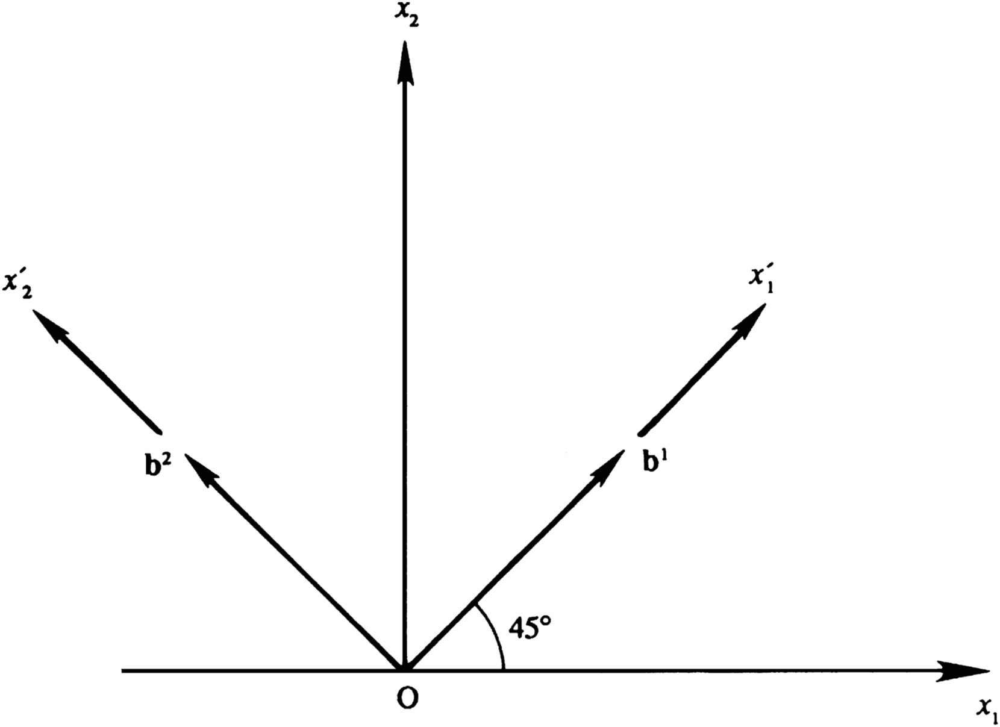 x₂
x′₂
x′₁
b²
b¹
45°
O
x₁